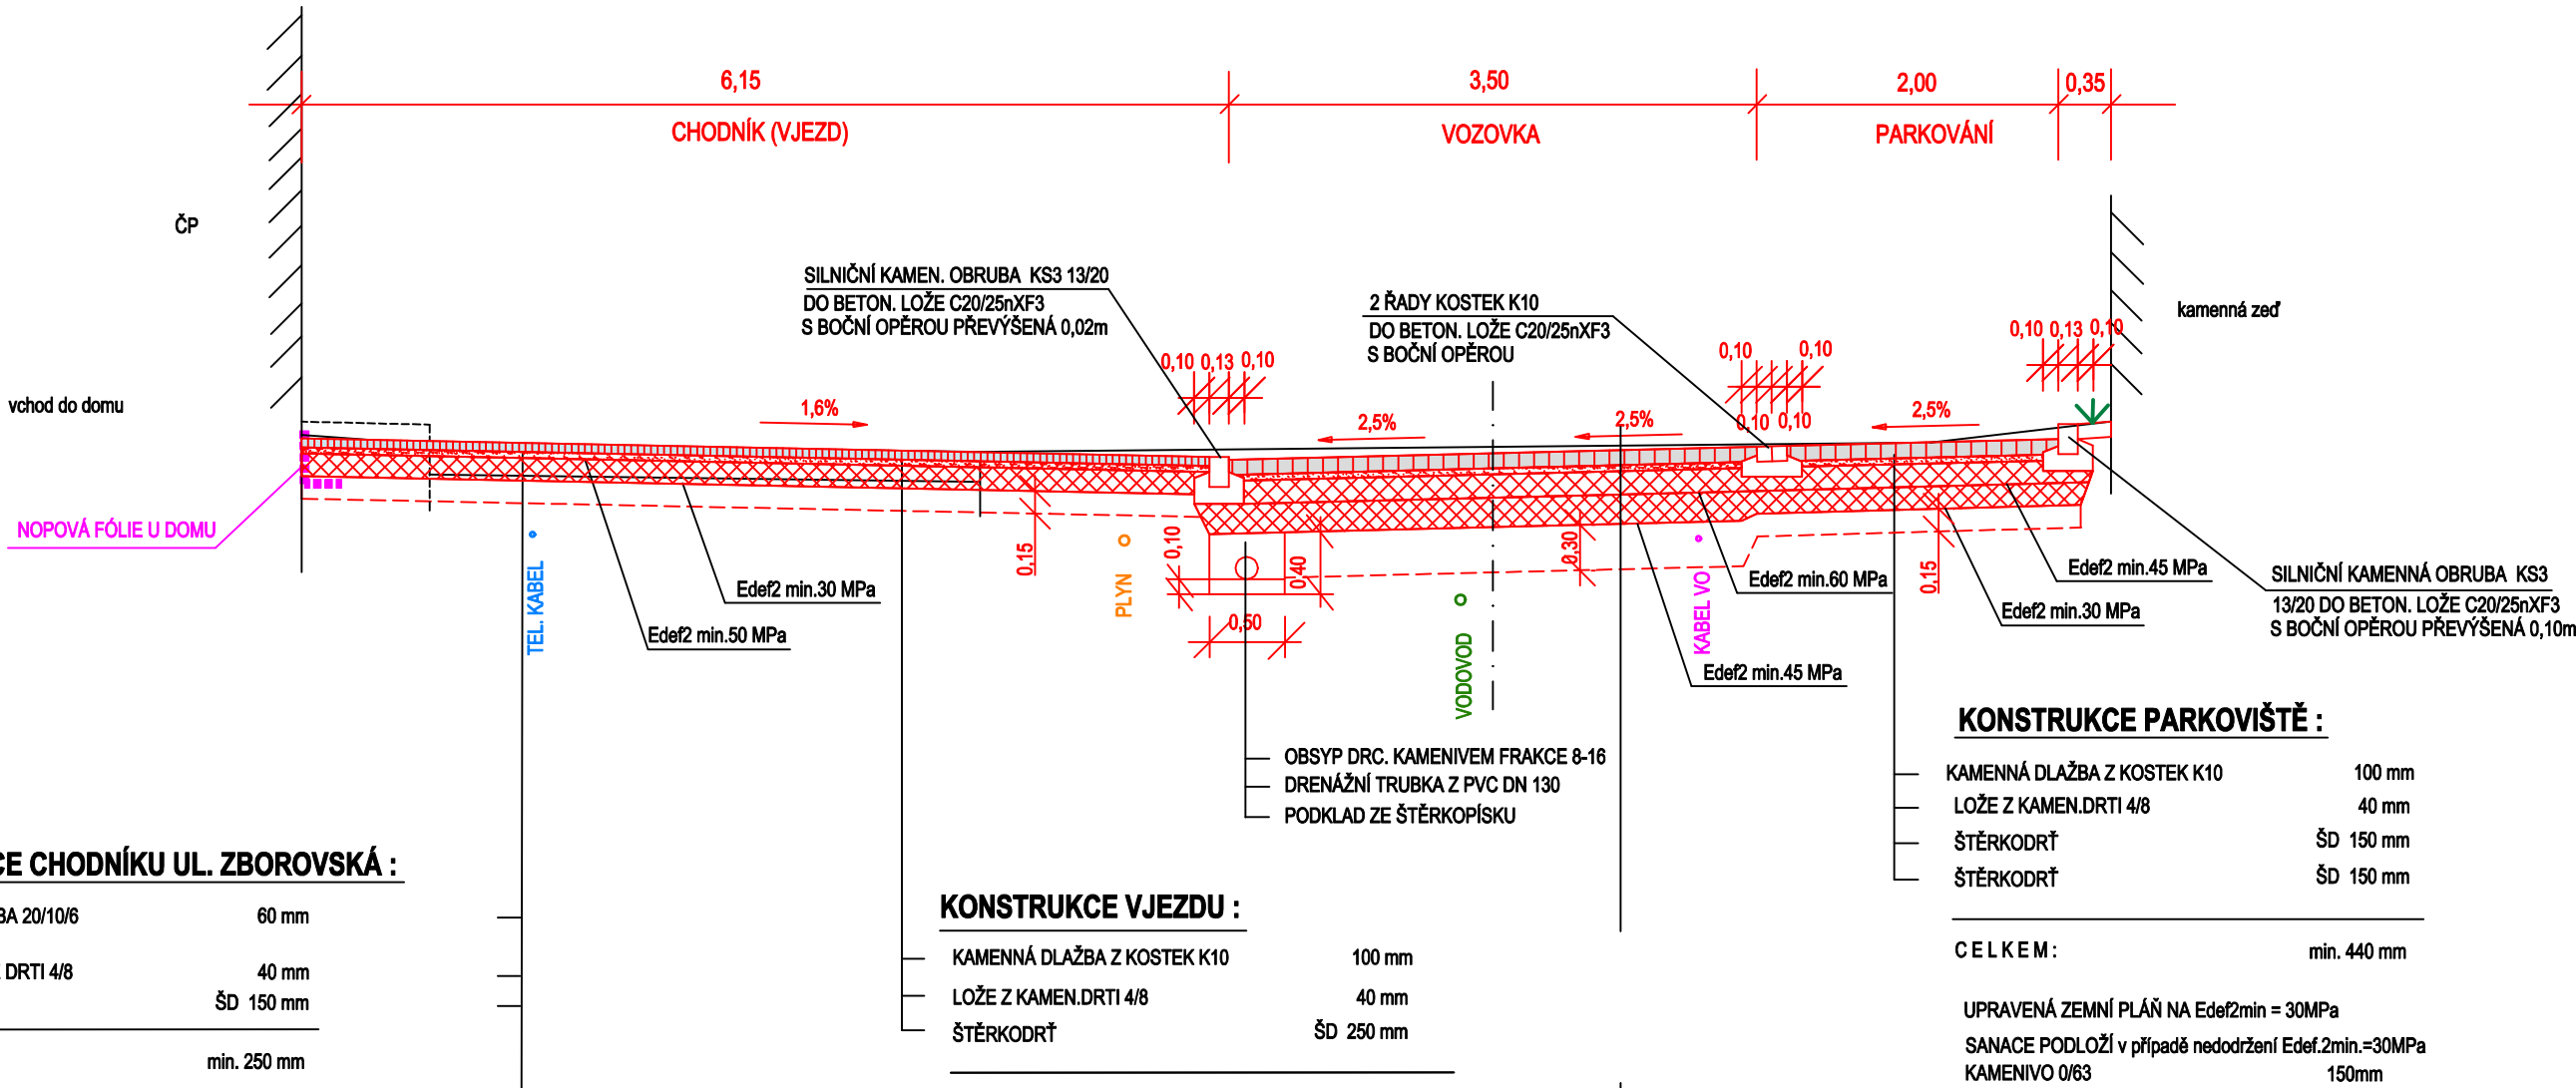 6,15
3,50
2,00
0,35
CHODNÍK (VJEZD)
VOZOVKA
PARKOVÁNÍ
ČP
SILNIČNÍ KAMEN. OBRUBA KS3 13/20
DO BETON. LOŽE C20/25nXF3
S BOČNÍ OPĚROU PŘEVÝŠENÁ 0,02m
2 ŘADY KOSTEK K10
DO BETON. LOŽE C20/25nXF3
S BOČNÍ OPĚROU
kamenná zeď
0,10 0,13 0,10
0,10
0,10
0,10 0,10
0,10 0,13 0,10
vchod do domu
1,6%
2,5%
2,5%
2,5%
NOPOVÁ FÓLIE U DOMU
TEL. KABEL
PLYN
VODOVOD
KABEL VO
0,15
0,10
0,40
0,50
0,30
0,15
Edef2 min.30 MPa
Edef2 min.50 MPa
Edef2 min.60 MPa
Edef2 min.45 MPa
Edef2 min.45 MPa
Edef2 min.30 MPa
SILNIČNÍ KAMENNÁ OBRUBA KS3
13/20 DO BETON. LOŽE C20/25nXF3
S BOČNÍ OPĚROU PŘEVÝŠENÁ 0,10m
OBSYP DRC. KAMENIVEM FRAKCE 8-16
DRENÁŽNÍ TRUBKA Z PVC DN 130
PODKLAD ZE ŠTĚRKOPÍSKU
KONSTRUKCE PARKOVIŠTĚ :
KAMENNÁ DLAŽBA Z KOSTEK K10 100 mm
LOŽE Z KAMEN.DRTI 4/8 40 mm
ŠTĚRKODRŤ ŠD 150 mm
ŠTĚRKODRŤ ŠD 150 mm
C E L K E M : min. 440 mm
UPRAVENÁ ZEMNÍ PLÁŇ NA Edef2min = 30MPa
SANACE PODLOŽÍ v případě nedodržení Edef.2min.=30MPa
KAMENIVO 0/63 150mm
CE CHODNÍKU UL. ZBOROVSKÁ :
BA 20/10/6 60 mm
DRTI 4/8 40 mm
ŠD 150 mm
min. 250 mm
KONSTRUKCE VJEZDU :
KAMENNÁ DLAŽBA Z KOSTEK K10 100 mm
LOŽE Z KAMEN.DRTI 4/8 40 mm
ŠTĚRKODRŤ ŠD 250 mm